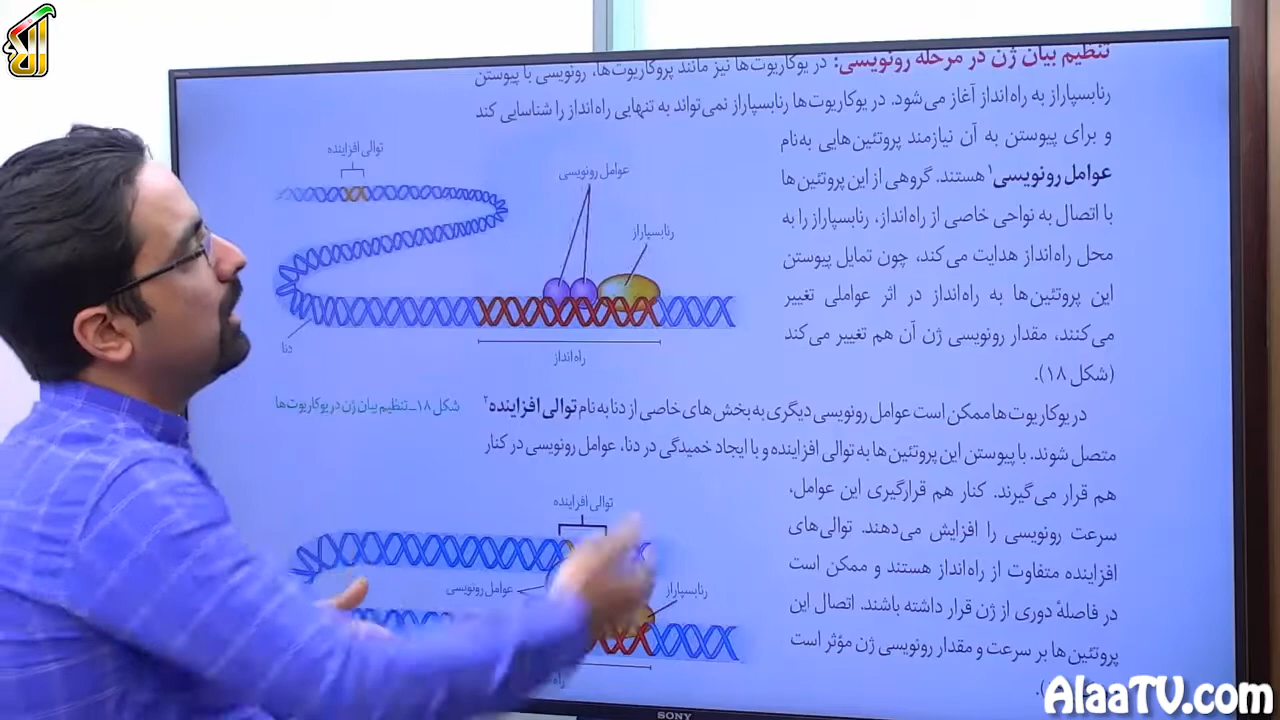 تنظیم بیان ژن در مرحله رونویسی: در یوکاریوت‌ها نیز مانند پروکاریوت‌ها، رونویسی با پیوستن
رنابسپاراز به راه‌انداز آغاز می‌شود. در یوکاریوت‌ها رنابسپاراز نمی‌تواند به تنهایی راه‌انداز را شناسایی کند
و برای پیوستن به آن نیازمند پروتئین‌هایی به‌نام
عوامل رونویسی۱ هستند. گروهی از این پروتئین‌ها
با اتصال به نواحی خاصی از راه‌انداز، رنابسپاراز را به
محل راه‌انداز هدایت می‌کند، چون تمایل پیوستن
این پروتئین‌ها به راه‌انداز در اثر عواملی تغییر
می‌کنند، مقدار رونویسی ژن آن هم تغییر می‌کند
(شکل ۱۸).
توالی افزاینده
عوامل رونویسی
رنابسپاراز
دنا
راه‌انداز
شکل ۱۸ـ تنظیم بیان ژن در یوکاریوت‌ها
در یوکاریوت‌ها ممکن است عوامل رونویسی دیگری به بخش‌های خاصی از دنا به نام توالی افزاینده۲
متصل شوند. با پیوستن این پروتئین‌ها به توالی افزاینده و با ایجاد خمیدگی در دنا، عوامل رونویسی در کنار
هم قرار می‌گیرند. کنار هم قرارگیری این عوامل،
سرعت رونویسی را افزایش می‌دهند. توالی‌های
افزاینده متفاوت از راه‌انداز هستند و ممکن است
در فاصلهٔ دوری از ژن قرار داشته باشند. اتصال این
پروتئین‌ها بر سرعت و مقدار رونویسی ژن مؤثر است
توالی افزاینده
عوامل رونویسی
رنابسپاراز
SONY
AlaaTV.com